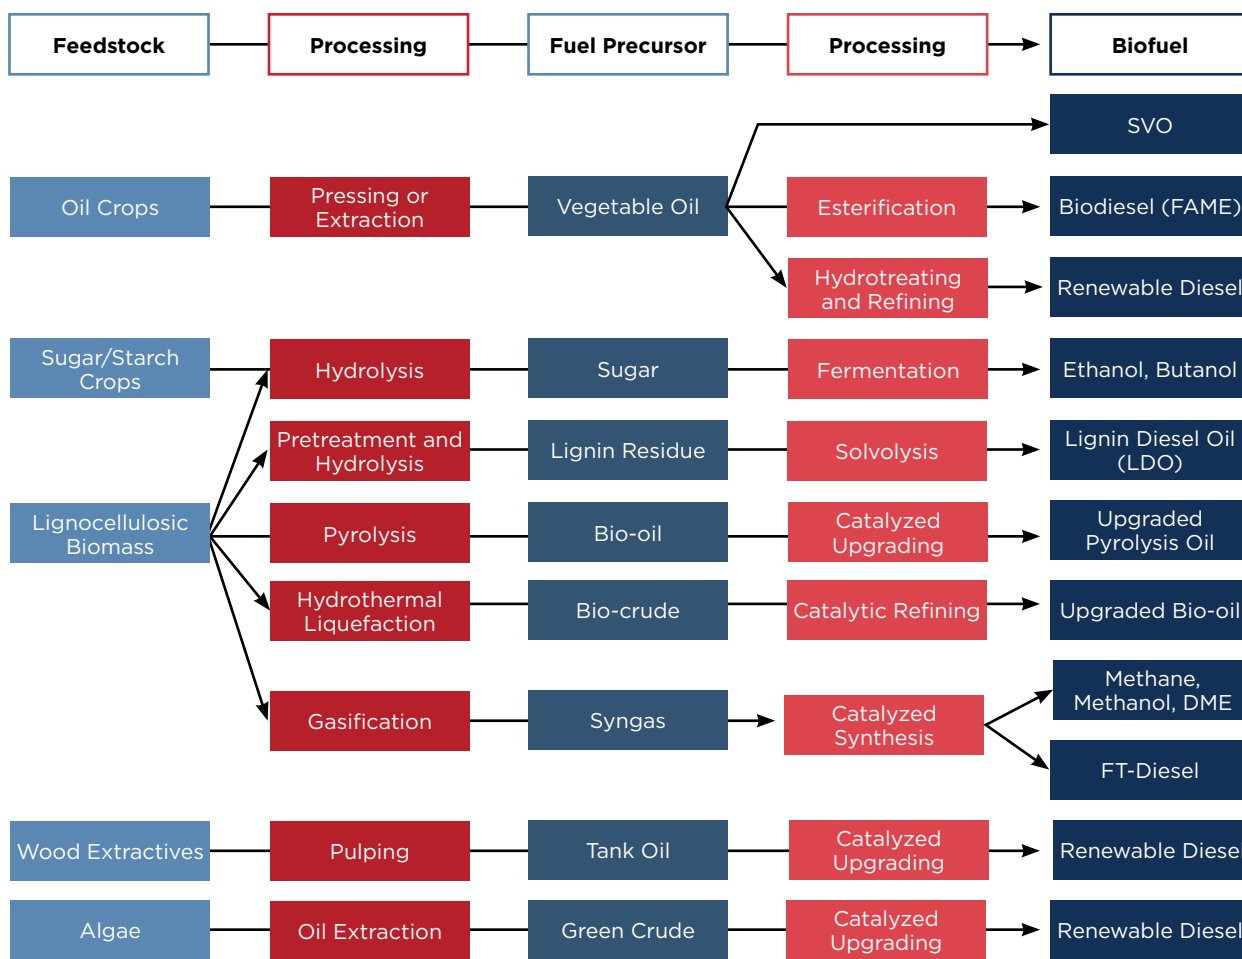 Feedstock
Processing
Fuel Precursor
Processing
Biofuel
SVO
Oil Crops
Pressing or
Extraction
Vegetable Oil
Esterification
Biodiesel (FAME)
Hydrotreating
and Refining
Renewable Diesel
Sugar/Starch
Crops
Hydrolysis
Sugar
Fermentation
Ethanol, Butanol
Pretreatment and
Hydrolysis
Lignin Residue
Solvolysis
Lignin Diesel Oil
(LDO)
Lignocellulosic
Biomass
Pyrolysis
Bio-oil
Catalyzed
Upgrading
Upgraded
Pyrolysis Oil
Hydrothermal
Liquefaction
Bio-crude
Catalytic Refining
Upgraded Bio-oil
Gasification
Syngas
Catalyzed
Synthesis
Methane,
Methanol, DME
FT-Diesel
Wood Extractives
Pulping
Tank Oil
Catalyzed
Upgrading
Renewable Diesel
Algae
Oil Extraction
Green Crude
Catalyzed
Upgrading
Renewable Diesel